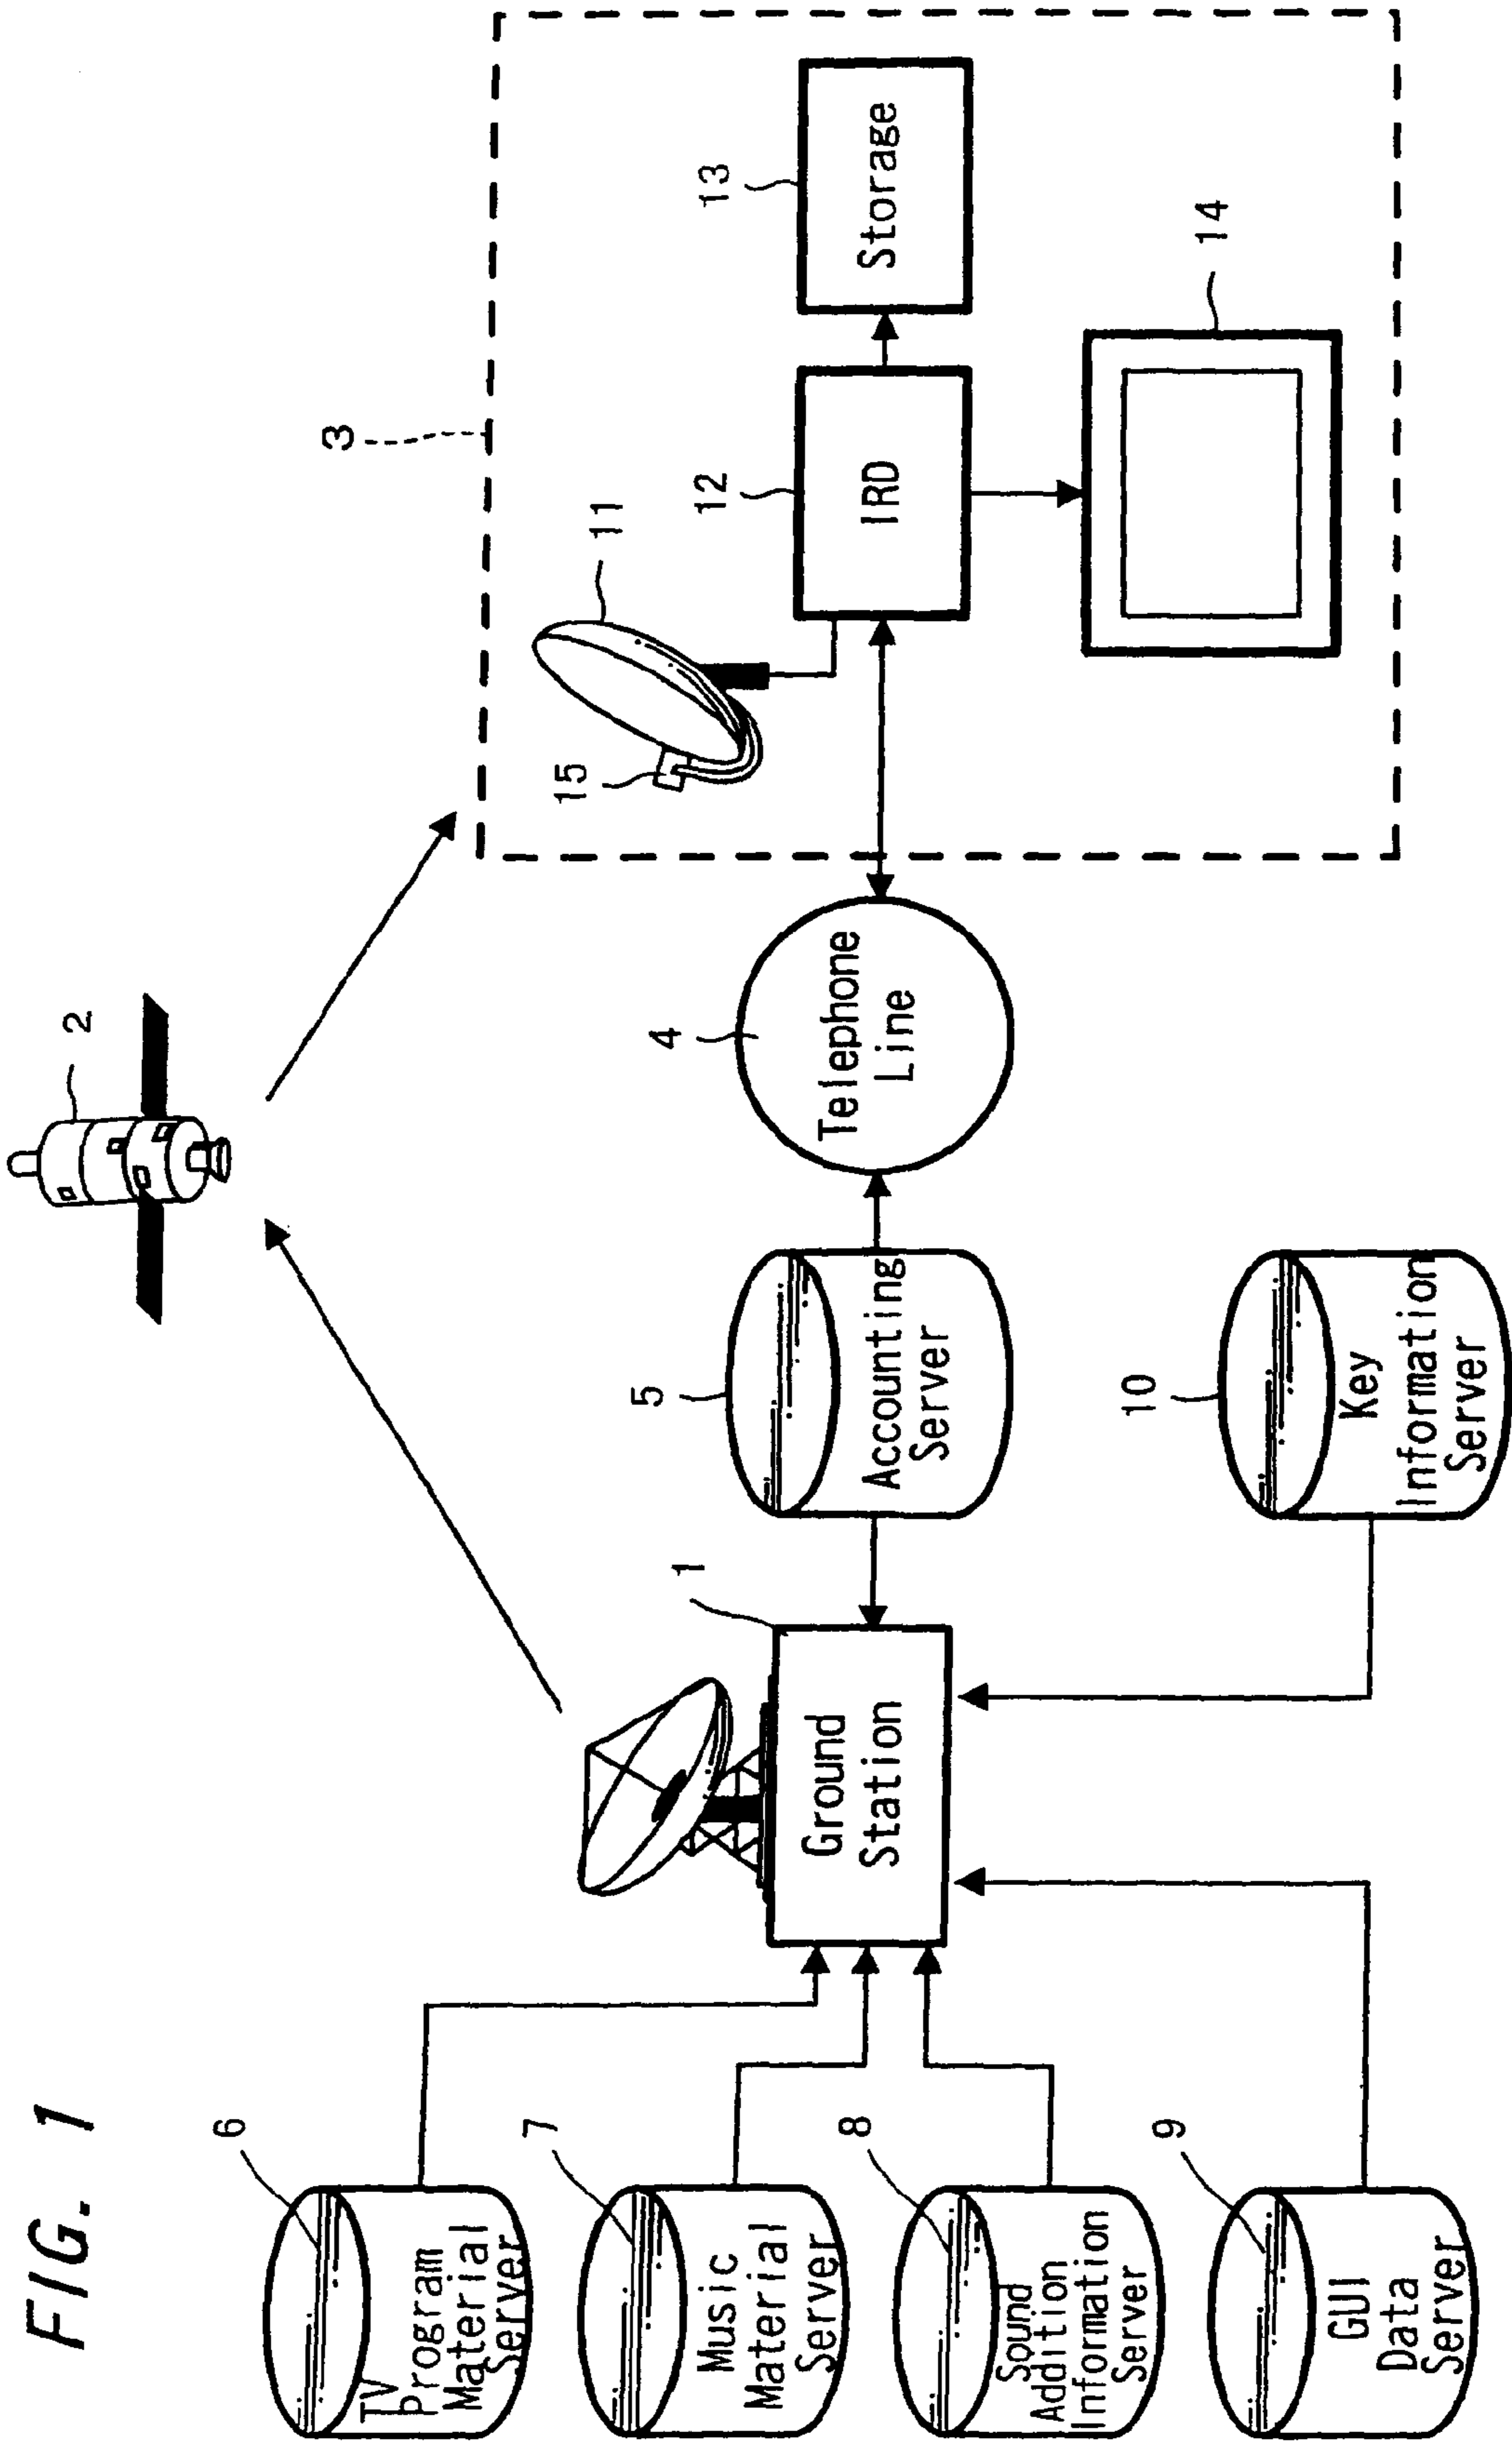 FIG. 1
2
3
6
TV
Program
Material
Server
7
Music
Material
Server
8
Sound
Addition
Information
Server
9
GUI
Data
Server
1
Ground
Station
5
Accounting
Server
10
Key
Information
Server
4
Telephone
Line
15
11
12
IRD
13
Storage
14